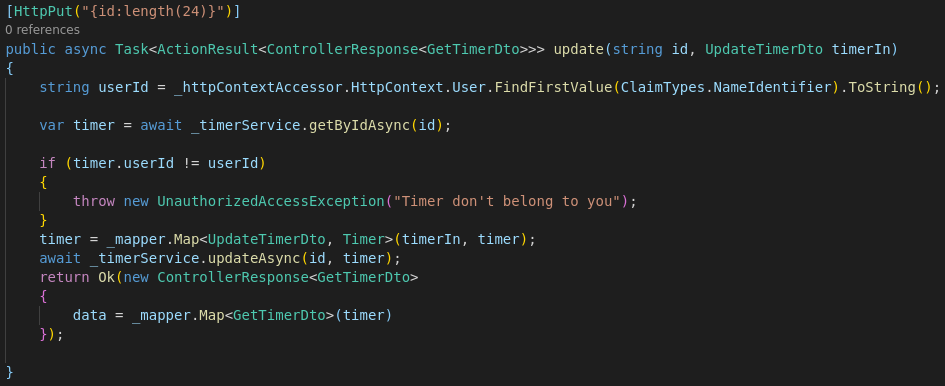 [HttpPut("{id:length(24)}")]
0 references
public async Task<ActionResult<ControllerResponse<GetTimerDto>>> update(string id, UpdateTimerDto timerIn)
{
    string userId = _httpContextAccessor.HttpContext.User.FindFirstValue(ClaimTypes.NameIdentifier).ToString();
    var timer = await _timerService.getByIdAsync(id);
    if (timer.userId != userId)
    {
        throw new UnauthorizedAccessException("Timer don't belong to you");
    }
    timer = _mapper.Map<UpdateTimerDto, Timer>(timerIn, timer);
    await _timerService.updateAsync(id, timer);
    return Ok(new ControllerResponse<GetTimerDto>
    {
        data = _mapper.Map<GetTimerDto>(timer)
    });
}